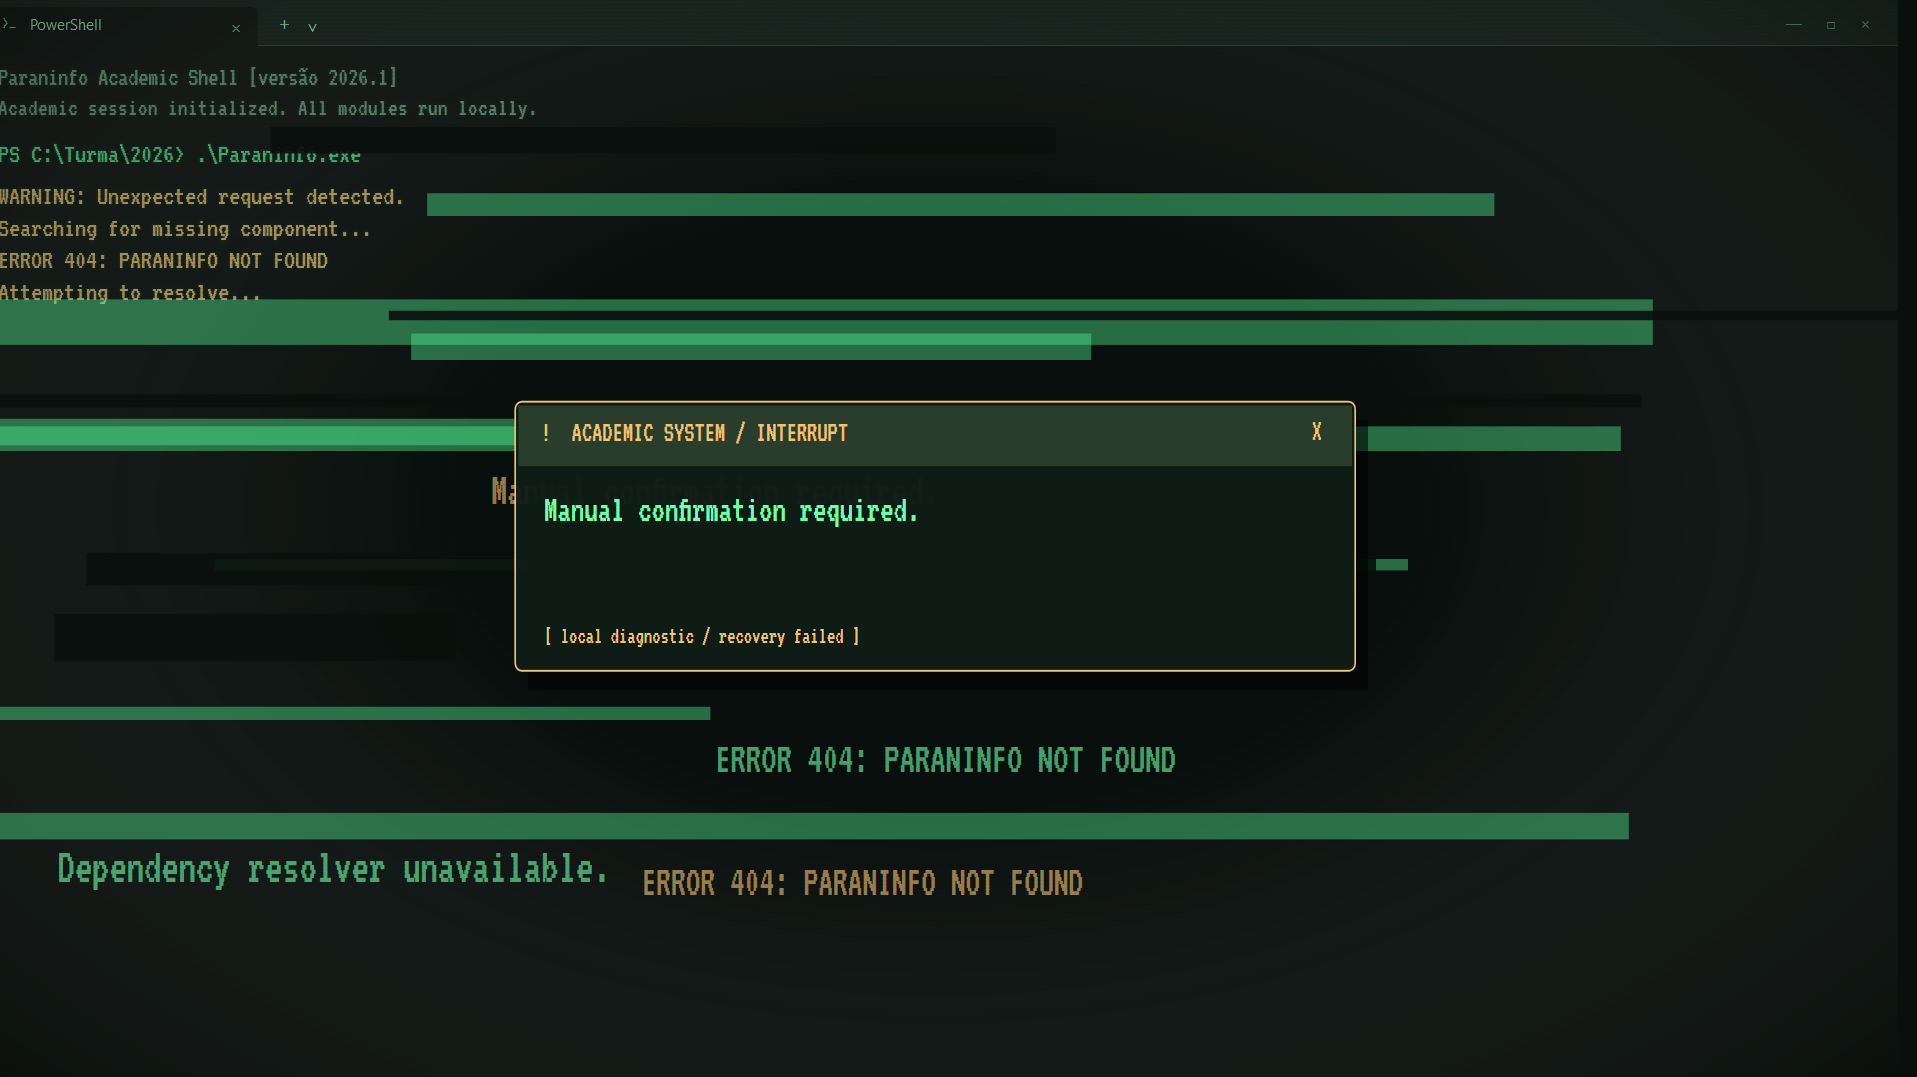 >_ PowerShell × + v — □ ×
Paraninfo Academic Shell [versão 2026.1]
Academic session initialized. All modules run locally.
PS C:\Turma\2026> .\Paraninfo.exe
WARNING: Unexpected request detected.
Searching for missing component...
ERROR 404: PARANINFO NOT FOUND
Attempting to resolve...
! ACADEMIC SYSTEM / INTERRUPT X
Manual confirmation required.
Manual confirmation required.
[ local diagnostic / recovery failed ]
ERROR 404: PARANINFO NOT FOUND
Dependency resolver unavailable.
ERROR 404: PARANINFO NOT FOUND